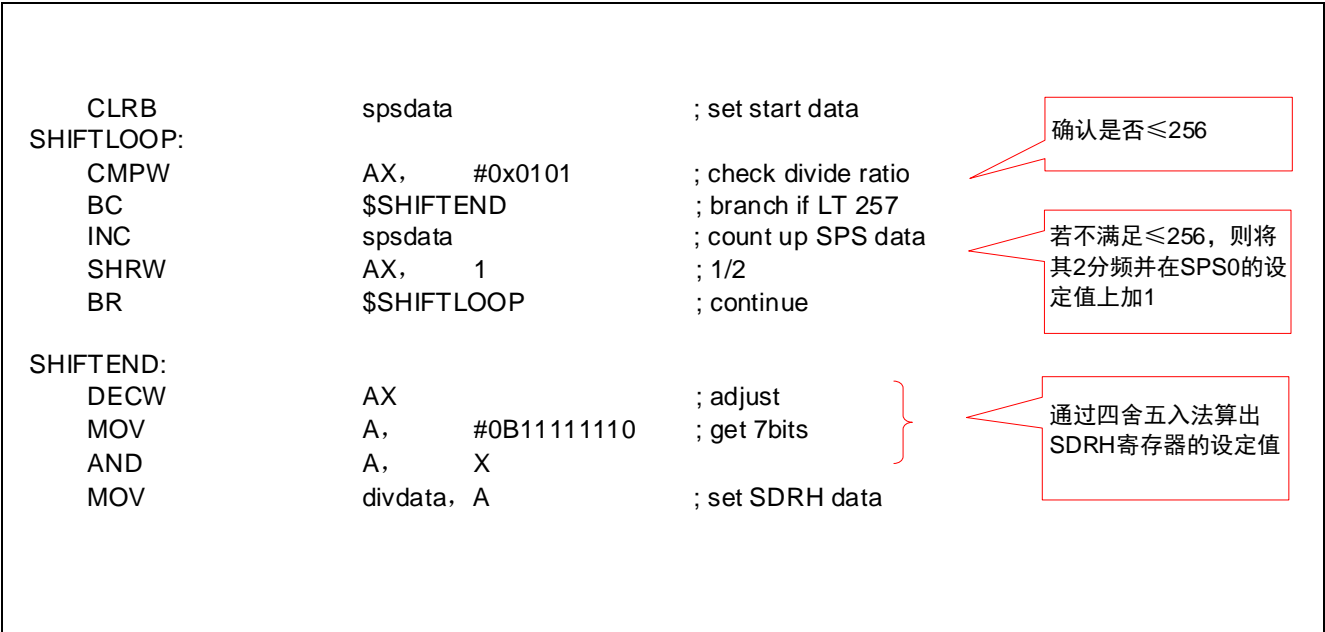 CLRB spsdata ; set start data
确认是否≤256
SHIFTLOOP:
CMPW AX， #0x0101 ; check divide ratio
BC $SHIFTEND ; branch if LT 257
INC spsdata ; count up SPS data
SHRW AX， 1 ; 1/2
BR $SHIFTLOOP ; continue
若不满足≤256，则将
其2分频并在SPS0的设
定值上加1
SHIFTEND:
DECW AX ; adjust
MOV A， #0B11111110 ; get 7bits
AND A， X
MOV divdata，A ; set SDRH data
通过四舍五入法算出
SDRH寄存器的设定值